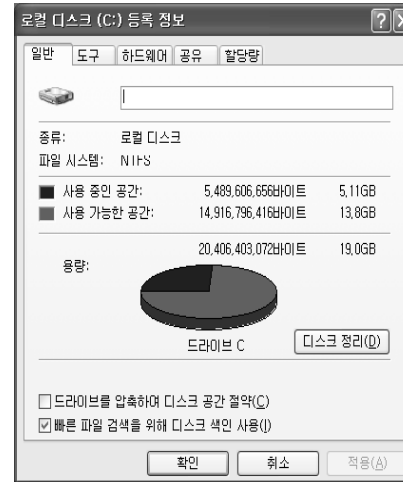 로컬 디스크 (C:) 등록 정보
일반 도구 하드웨어 공유 할당량
종류: 로컬 디스크
파일 시스템: NTFS
사용 중인 공간: 5,489,606,656바이트 5,11GB
사용 가능한 공간: 14,916,796,416바이트 13,8GB
용량: 20,406,403,072바이트 19,0GB
드라이브 C 디스크 정리(D)
드라이브를 압축하여 디스크 공간 절약(C)
빠른 파일 검색을 위해 디스크 색인 사용(I)
확인 취소 적용(A)